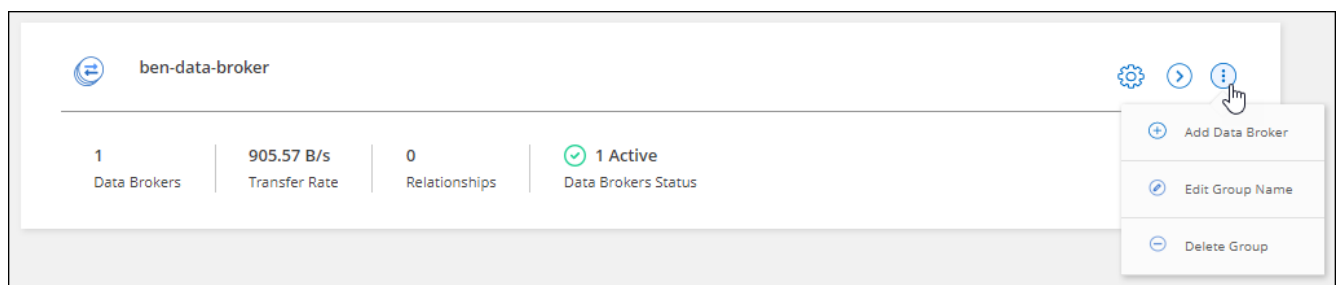 ben-data-broker
1 905.57 B/s 0 1 Active
Data Brokers Transfer Rate Relationships Data Brokers Status
Add Data Broker
Edit Group Name
Delete Group